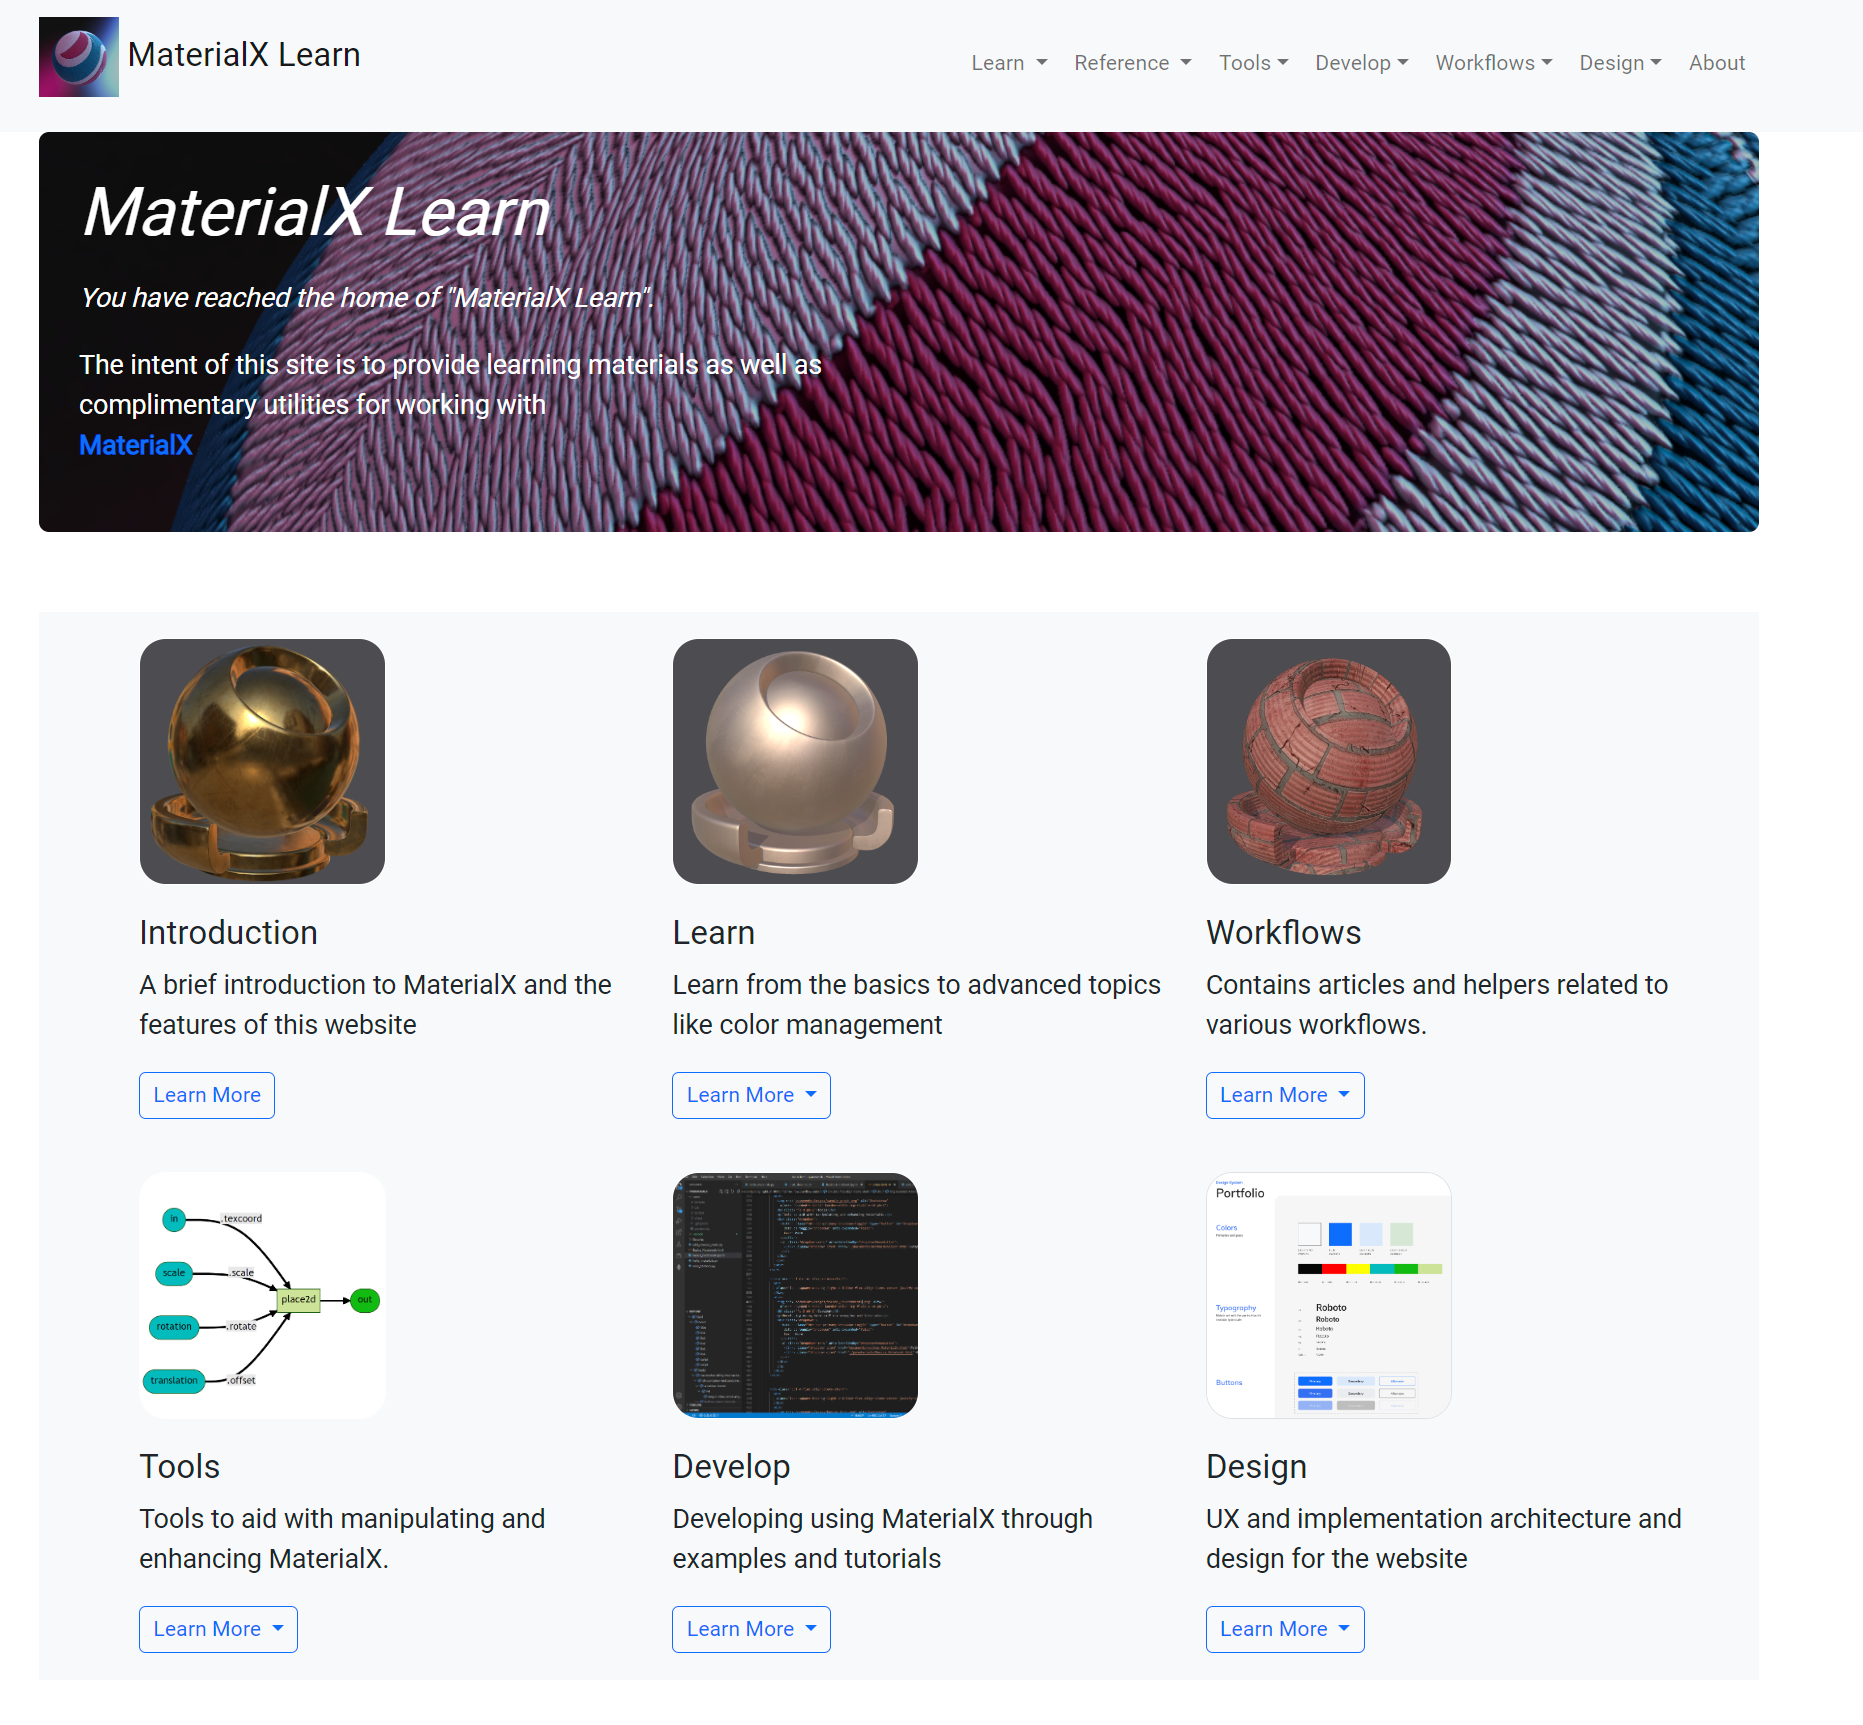 MaterialX Learn
Learn Reference Tools Develop Workflows Design About
MaterialX Learn
You have reached the home of "MaterialX Learn".
The intent of this site is to provide learning materials as well as
complimentary utilities for working with
MaterialX
Introduction
A brief introduction to MaterialX and the
features of this website
Learn More
Learn
Learn from the basics to advanced topics
like color management
Learn More
Workflows
Contains articles and helpers related to
various workflows.
Learn More
in
.texcoord
scale
.scale
place2d
out
rotation
.rotate
translation
.offset
Tools
Tools to aid with manipulating and
enhancing MaterialX.
Learn More
Develop
Developing using MaterialX through
examples and tutorials
Learn More
Design System
Portfolio
Colors
Typography
Roboto
Roboto
Roboto
Buttons
Design
UX and implementation architecture and
design for the website
Learn More